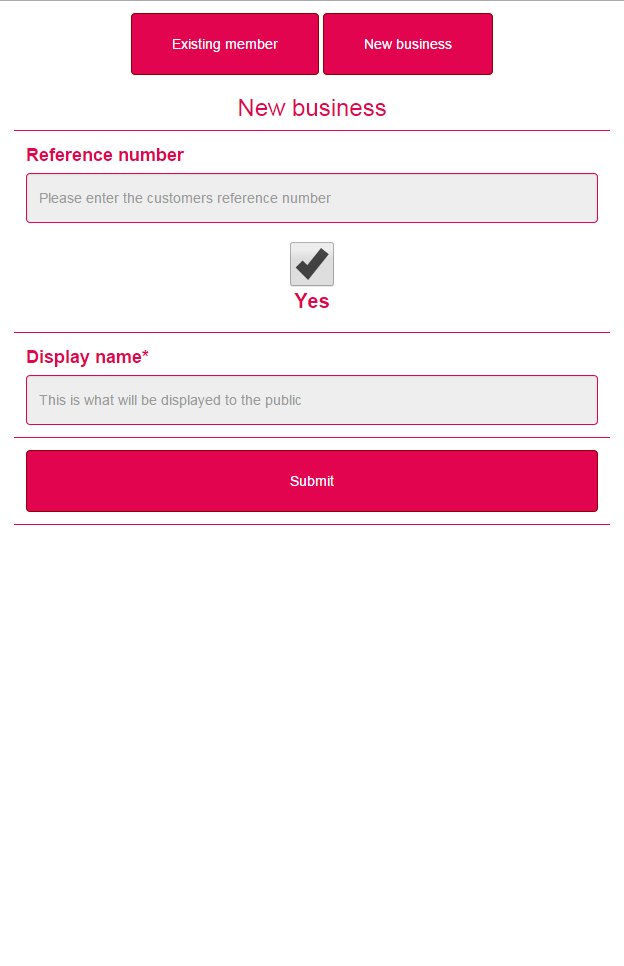 Existing member
New business
New business
Reference number
Please enter the customers reference number
Yes
Display name*
This is what will be displayed to the public
Submit